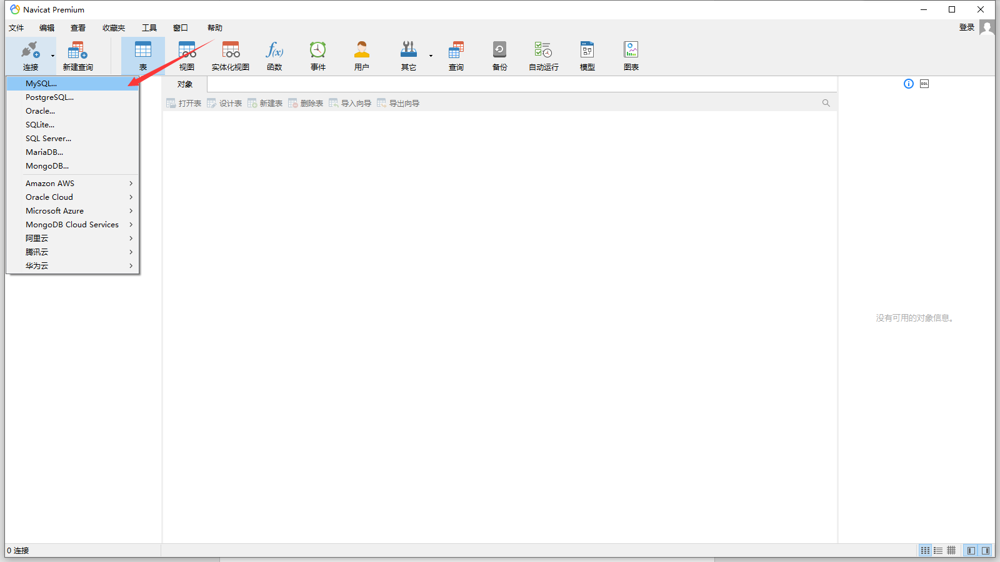 Navicat Premium
文件 编辑 查看 收藏夹 工具 窗口 帮助 登录
连接 新建查询 表 视图 实体化视图 函数 事件 用户 其它 查询 备份 自动运行 模型 图表
MySQL...
PostgreSQL...
Oracle...
SQLite...
SQL Server...
MariaDB...
MongoDB...
Amazon AWS
Oracle Cloud
Microsoft Azure
MongoDB Cloud Services
阿里云
腾讯云
华为云
对象
打开表 设计表 新建表 删除表 导入向导 导出向导
DDL
没有可用的对象信息。
0 连接